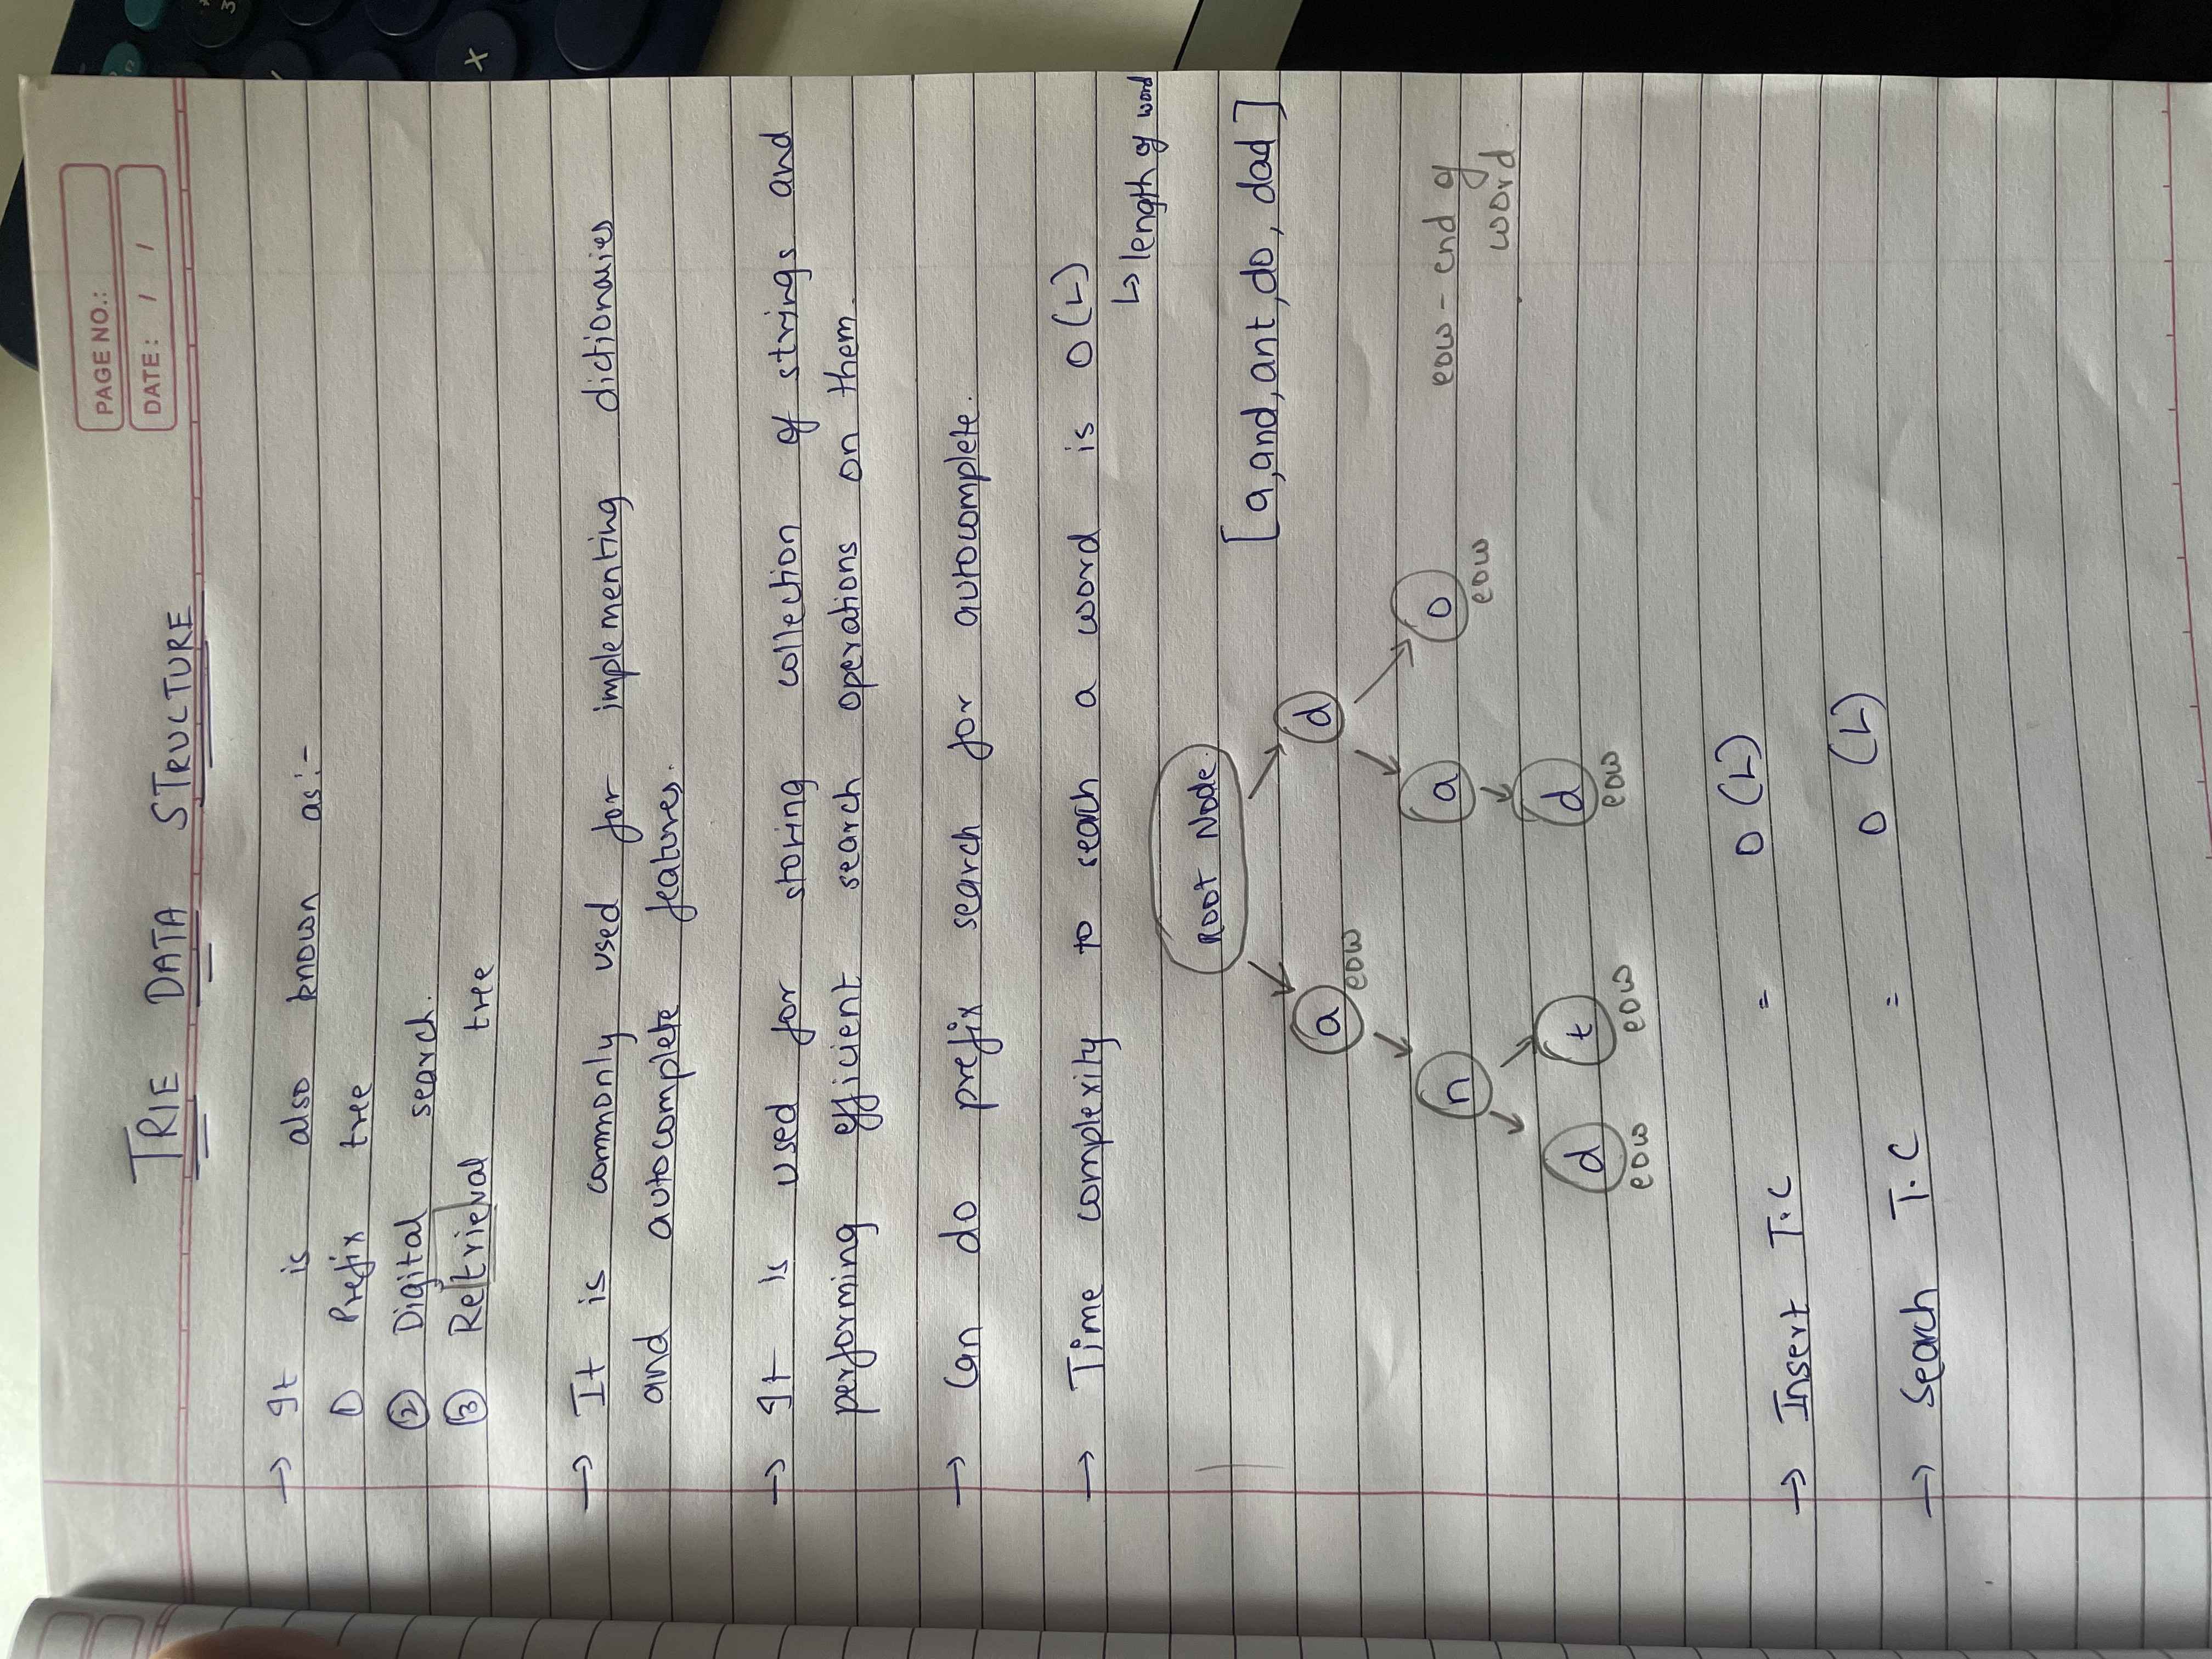 PAGE NO.:
DATE: / /
TRIE DATA STRUCTURE
→ It is also known as:-
① Prefix tree
② Digital search.
③ Retrieval tree
→ It is commonly used for implementing dictionaries
and autocomplete features.
→ It is used for storing collection of strings and
performing efficient search operations on them.
→ Can do prefix search for autocomplete.
→ Time complexity to seach a word is O(L)
↳ length of word
Root Node.
[a,and,ant,do, dad]
a d
eow
n a o
eow
eow - end of
word.
d t d
eow eow eow
→ Insert T.C = O(L)
→ Search T.C = O(L)